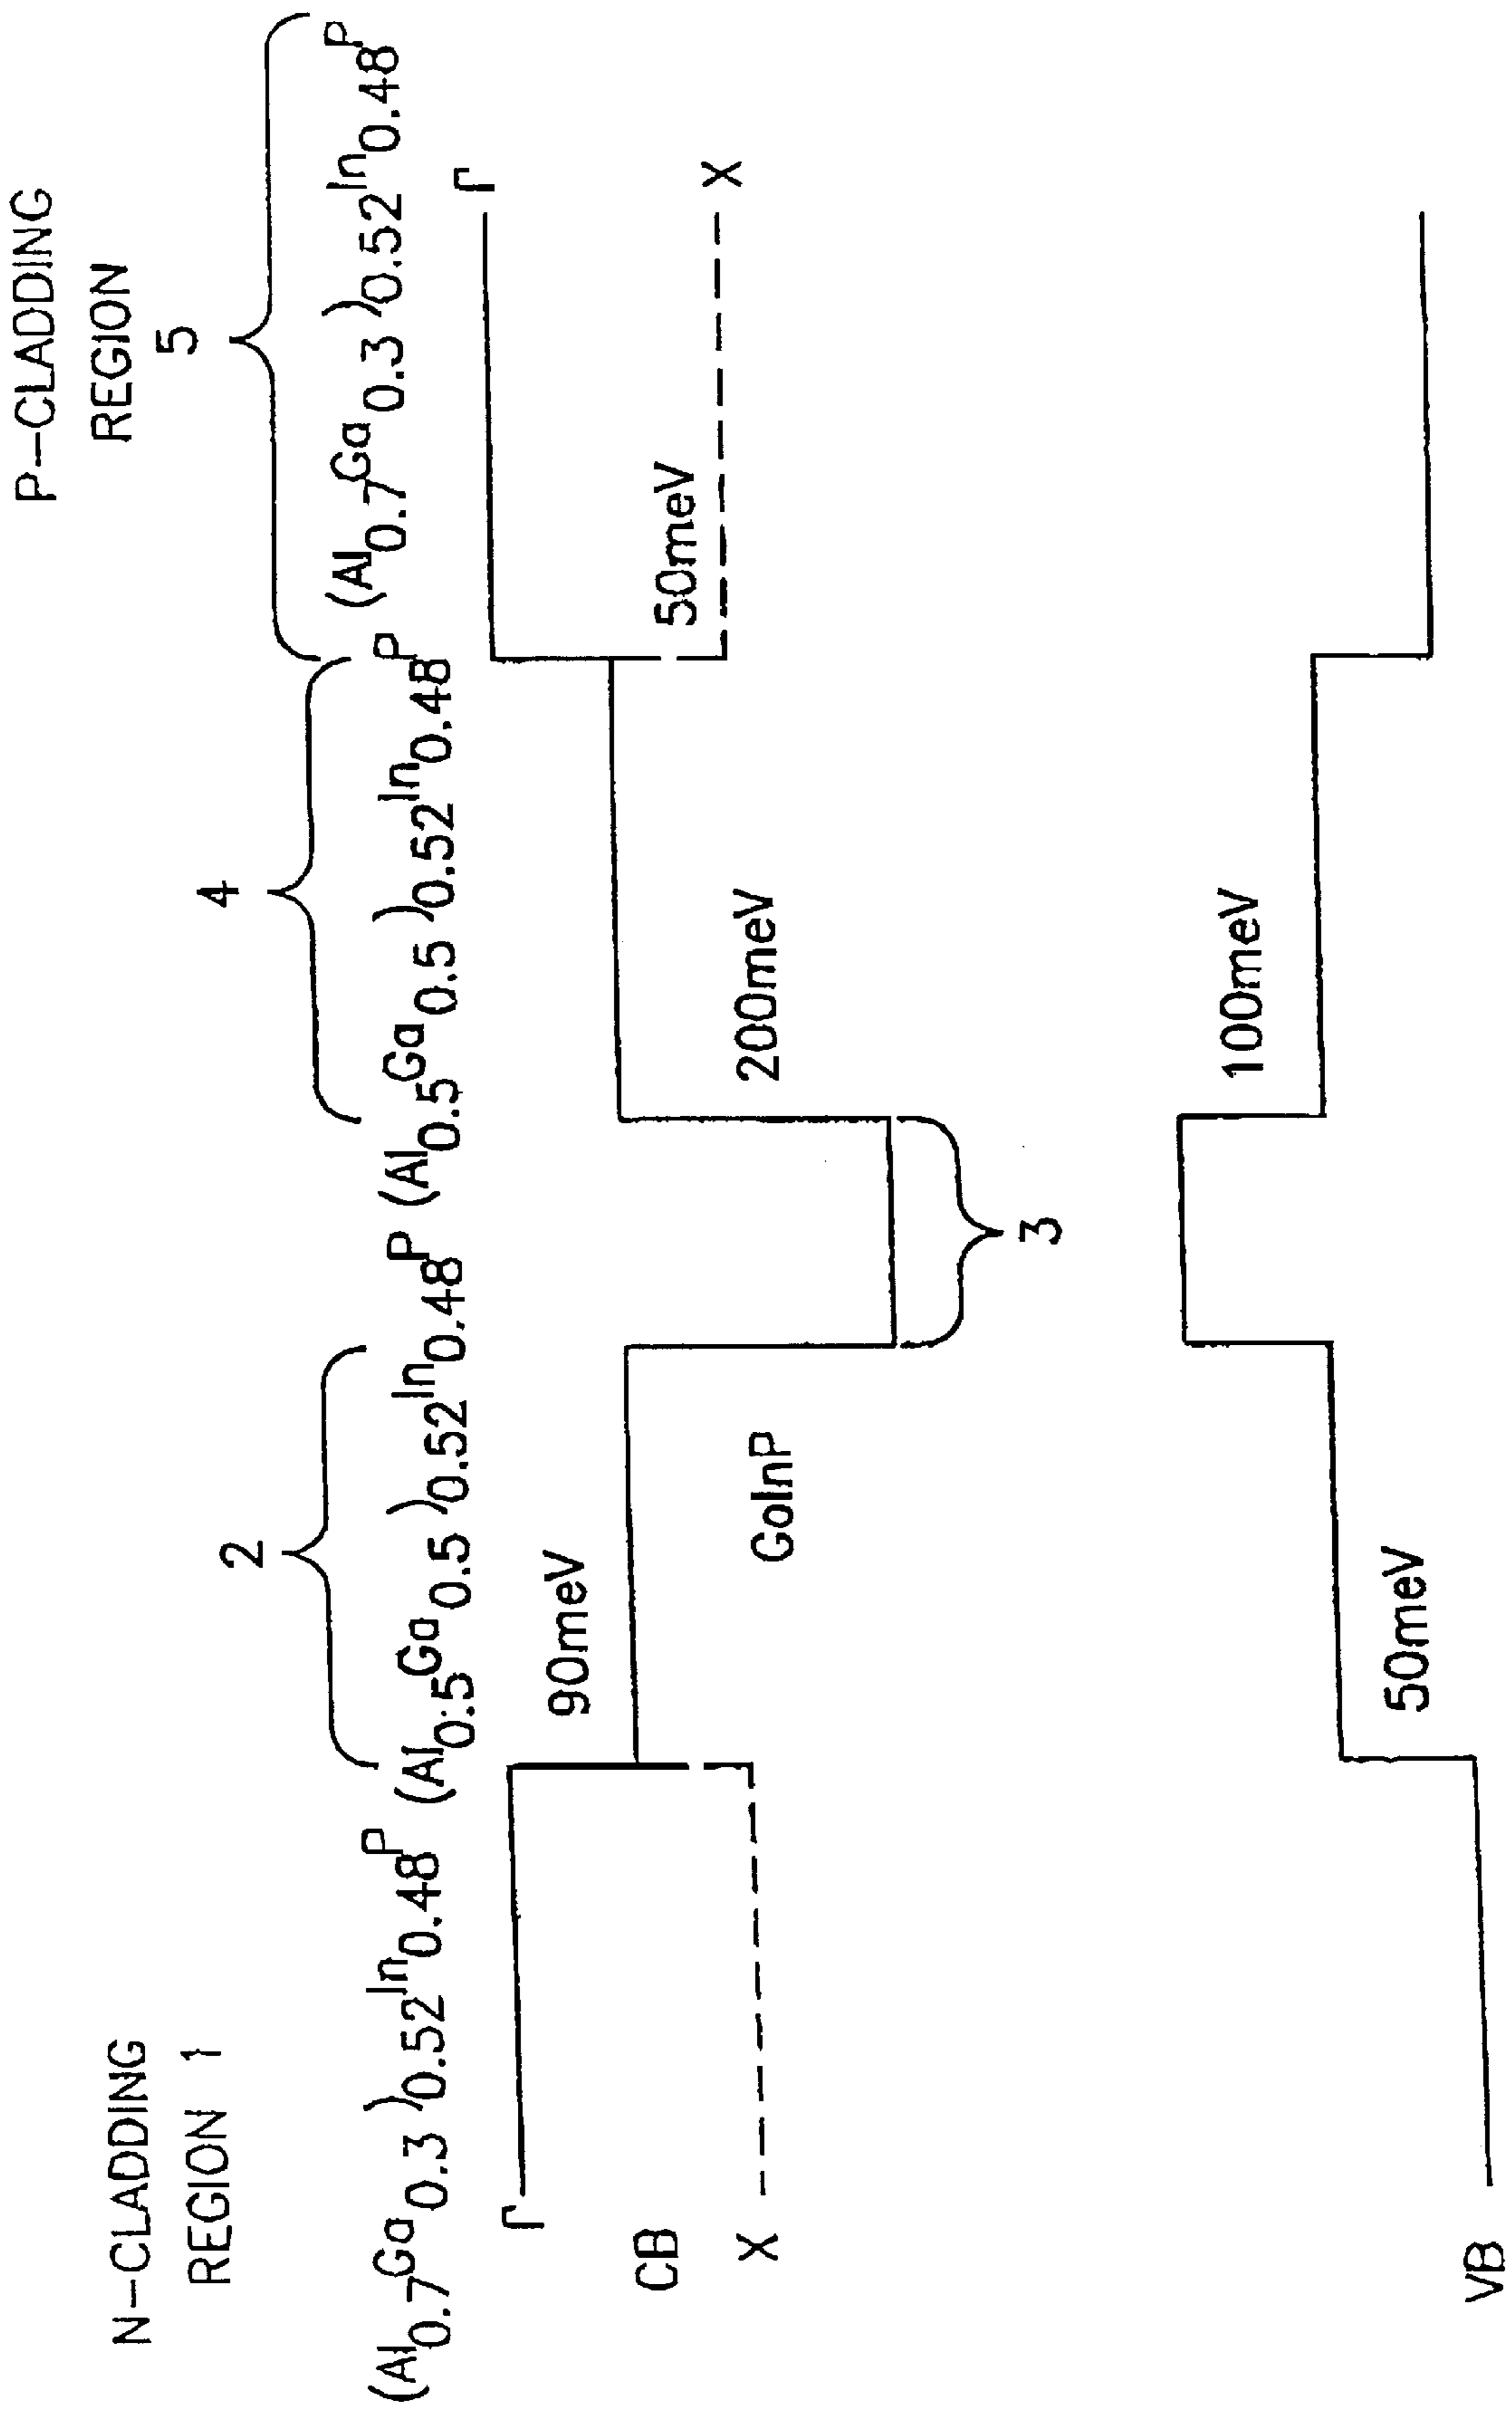 N-CLADDING
REGION 1
P-CLADDING
REGION
5
2
4
(Al0.7Ga0.3)0.52In0.48P
(Al0.5Ga0.5)0.52In0.48P
(Al0.5Ga0.5)0.52In0.48P
(Al0.7Ga0.3)0.52In0.48P
Γ
Γ
90meV
50meV
CB
X
X
GaInP
200meV
3
100meV
50meV
VB